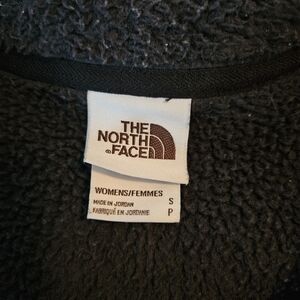 THE
NORTH
FACE
WOMENS/FEMMES
MADE IN JORDAN S
FABRIQUÉ EN JORDANIE P